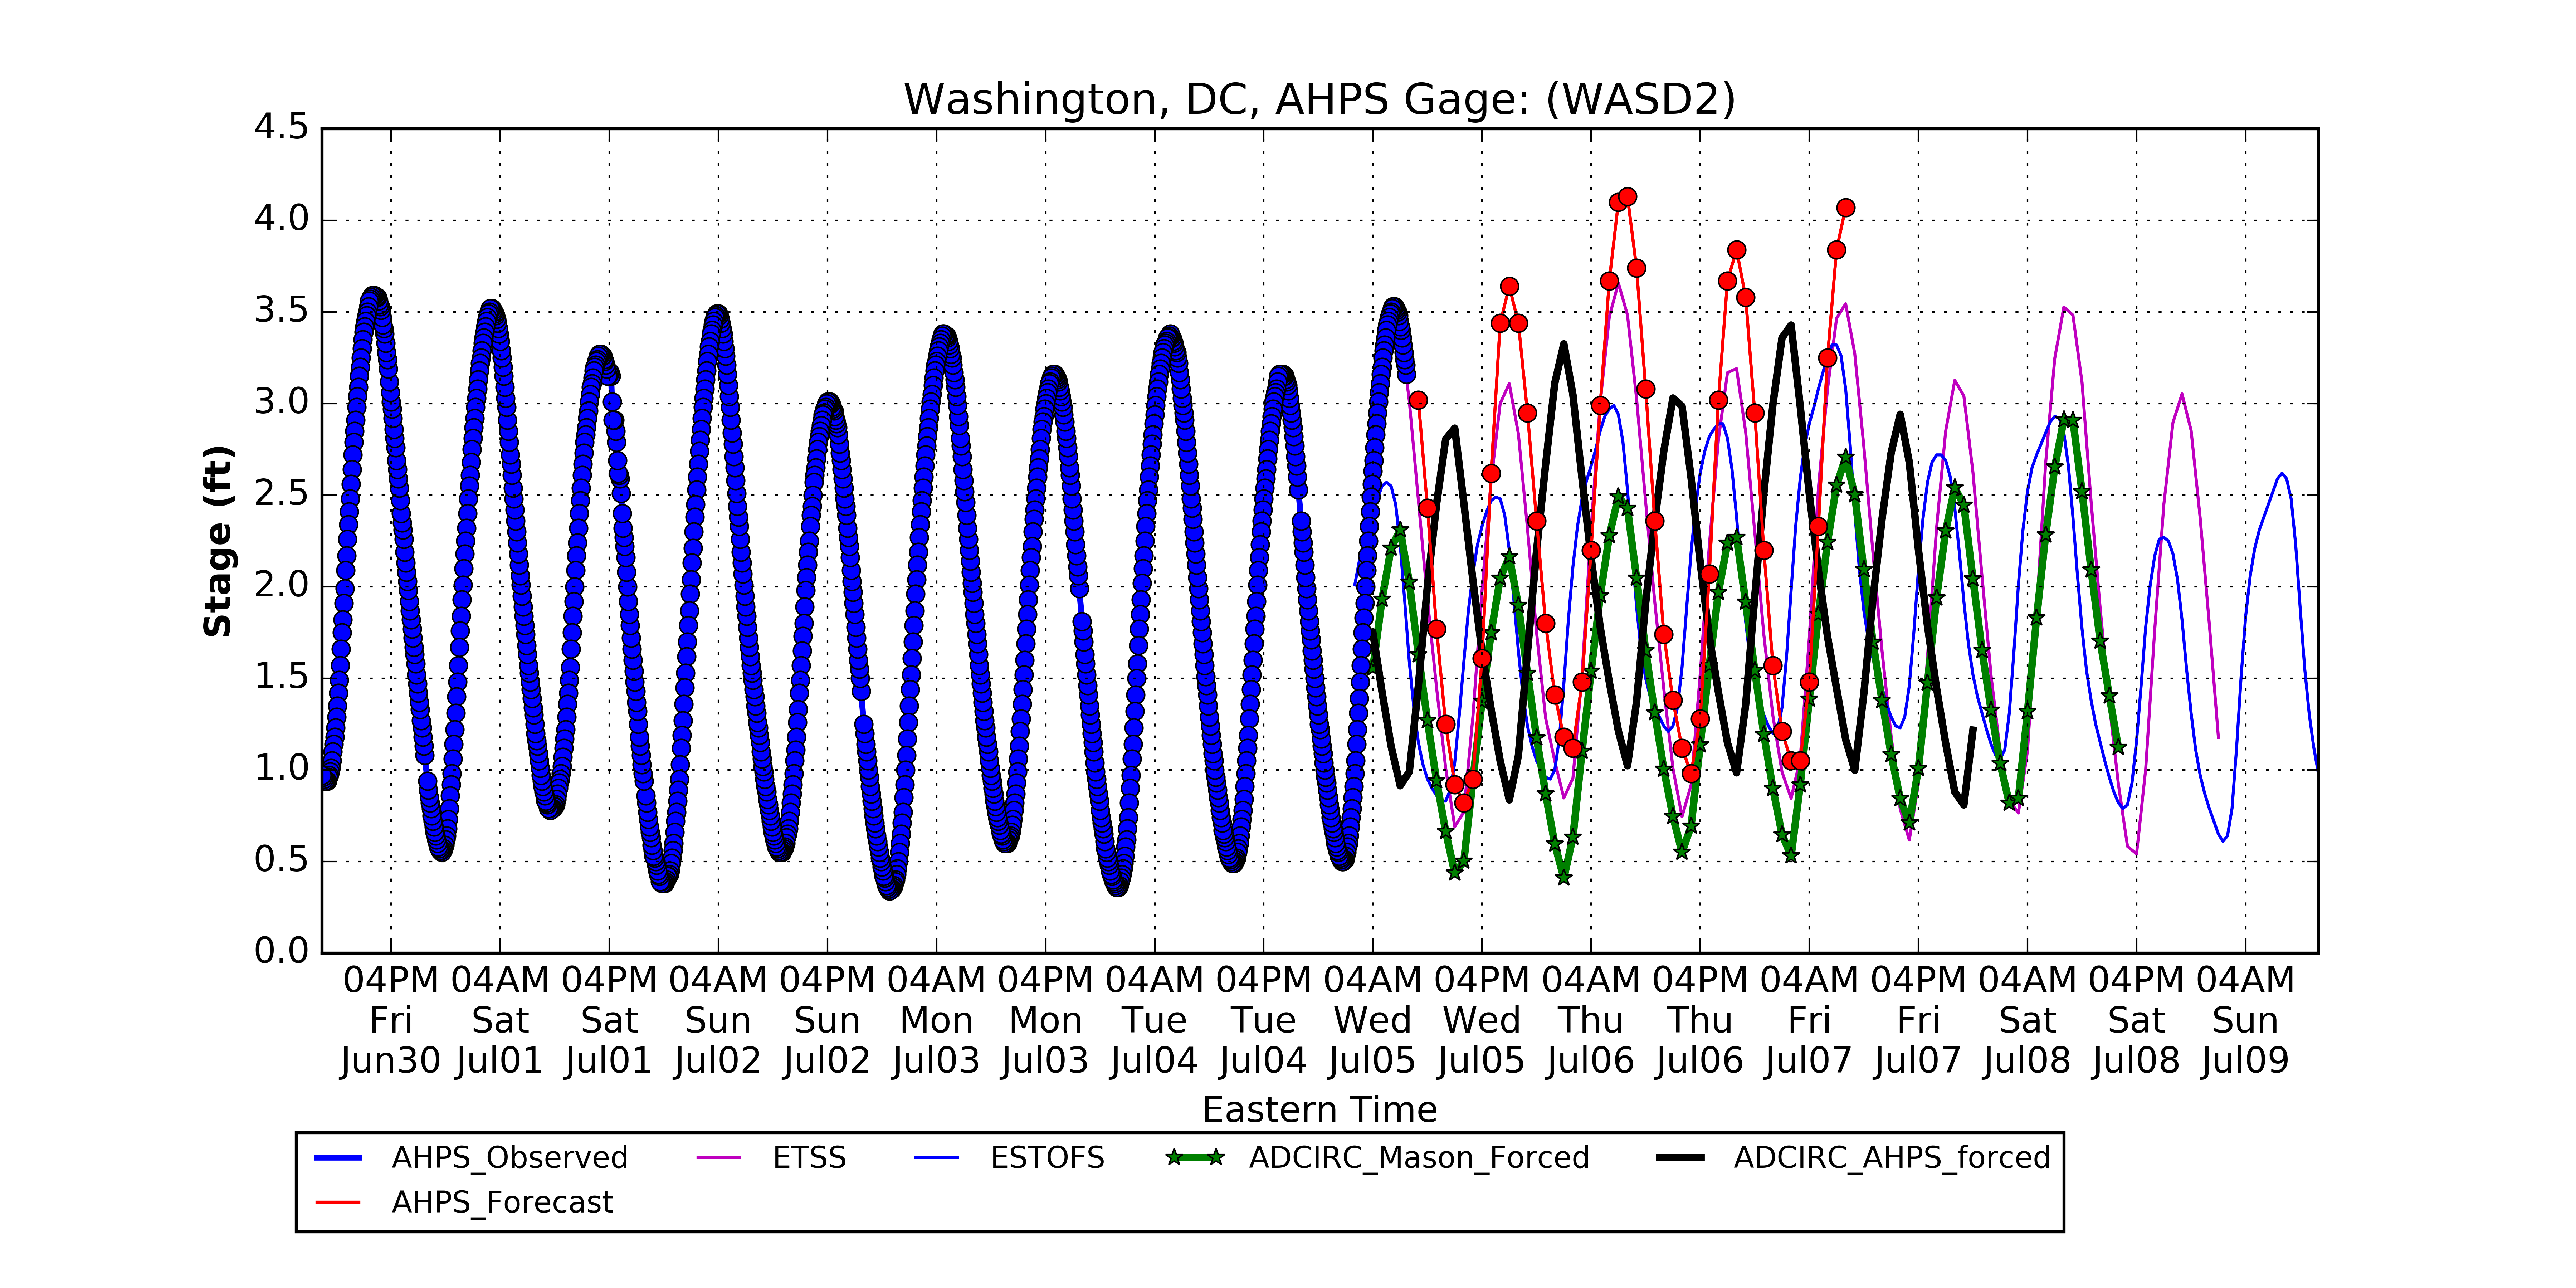 Washington, DC, AHPS Gage: (WASD2)
4.5
4.0
3.5
3.0
2.5
2.0
1.5
1.0
0.5
0.0
Stage (ft)
04PM 04AM 04PM 04AM 04PM 04AM 04PM 04AM 04PM 04AM 04PM 04AM 04PM 04AM 04PM 04AM 04PM 04AM
Fri Sat Sat Sun Sun Mon Mon Tue Tue Wed Wed Thu Thu Fri Fri Sat Sat Sun
Jun30 Jul01 Jul01 Jul02 Jul02 Jul03 Jul03 Jul04 Jul04 Jul05 Jul05 Jul06 Jul06 Jul07 Jul07 Jul08 Jul08 Jul09
Eastern Time
AHPS_Observed ETSS ESTOFS ADCIRC_Mason_Forced ADCIRC_AHPS_forced
AHPS_Forecast